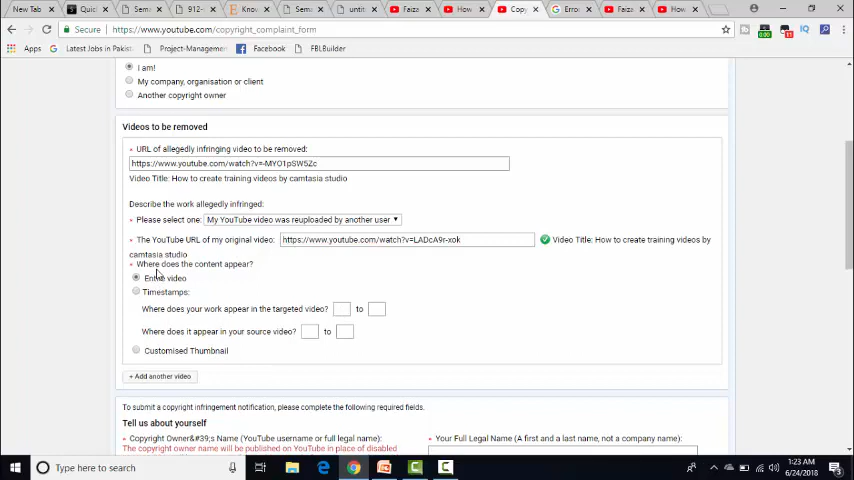 New Tab
Quick
Sema
912-
Know
Sema
untit
Faiza
How
Copy
Error:
Faiza
How
Secure https://www.youtube.com/copyright_complaint_form
Apps Latest Jobs in Pakist Project-Management Facebook FBLBuilder
I am!
My company, organisation or client
Another copyright owner
Videos to be removed
* URL of allegedly infringing video to be removed:
https://www.youtube.com/watch?v=-MYO1pSW5Zc
Video Title: How to create training videos by camtasia studio
Describe the work allegedly infringed:
* Please select one: My YouTube video was reuploaded by another user
* The YouTube URL of my original video: https://www.youtube.com/watch?v=LADcA9r-xok Video Title: How to create training videos by
camtasia studio
* Where does the content appear?
Entire video
Timestamps:
Where does your work appear in the targeted video? to
Where does it appear in your source video? to
Customised Thumbnail
+ Add another video
To submit a copyright infringement notification, please complete the following required fields.
Tell us about yourself
* Copyright Owner&#39;s Name (YouTube username or full legal name): * Your Full Legal Name (A first and a last name, not a company name):
The copyright owner name will be published on YouTube in place of disabled
Type here to search
1:23 AM
6/24/2018